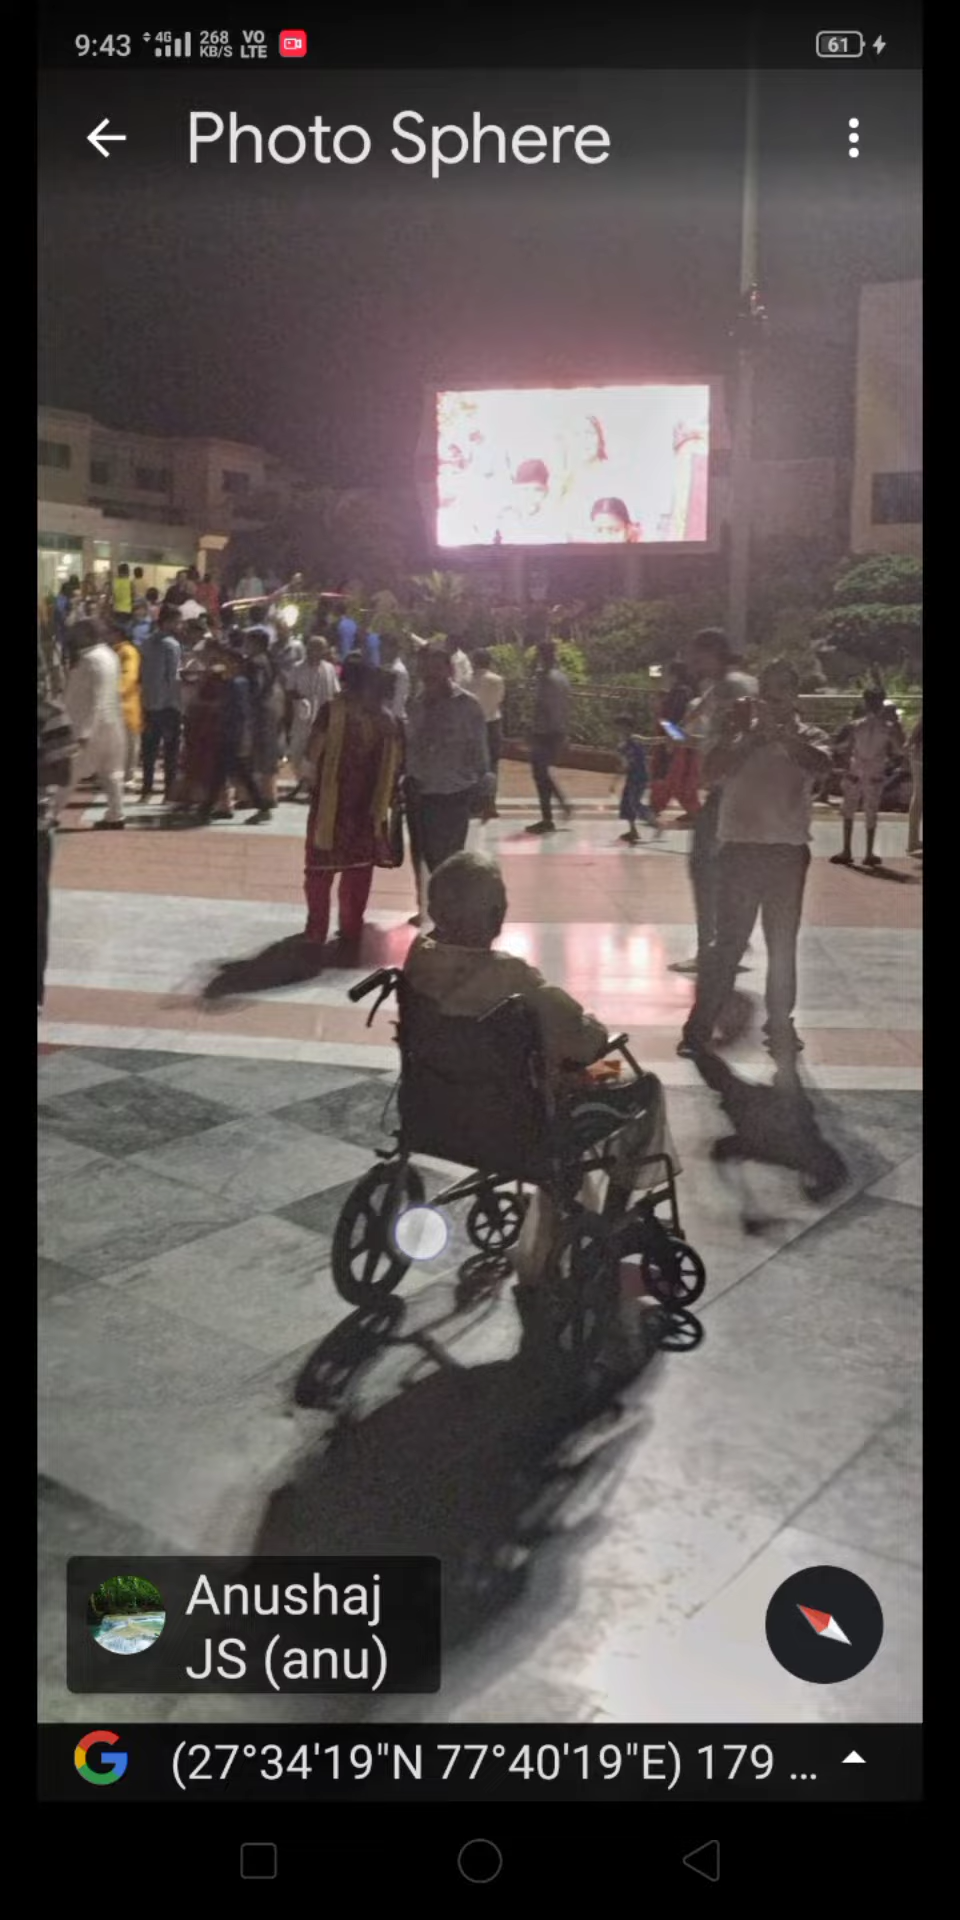 9:43 4G 268 KB/S VO LTE 61
Photo Sphere
Anushaj
JS (anu)
G (27°34'19"N 77°40'19"E) 179 ...